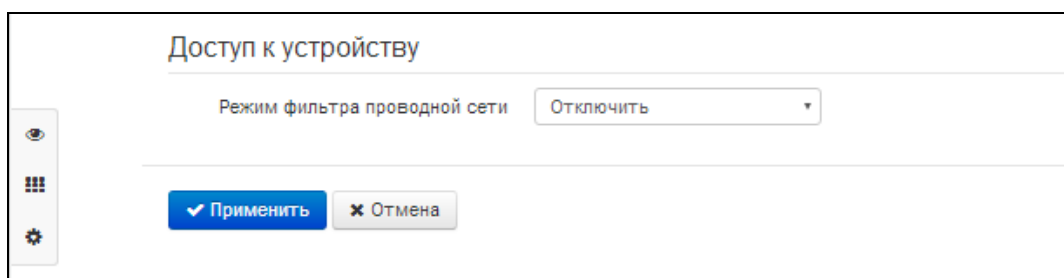 Доступ к устройству
Режим фильтра проводной сети Отключить
Применить Отмена